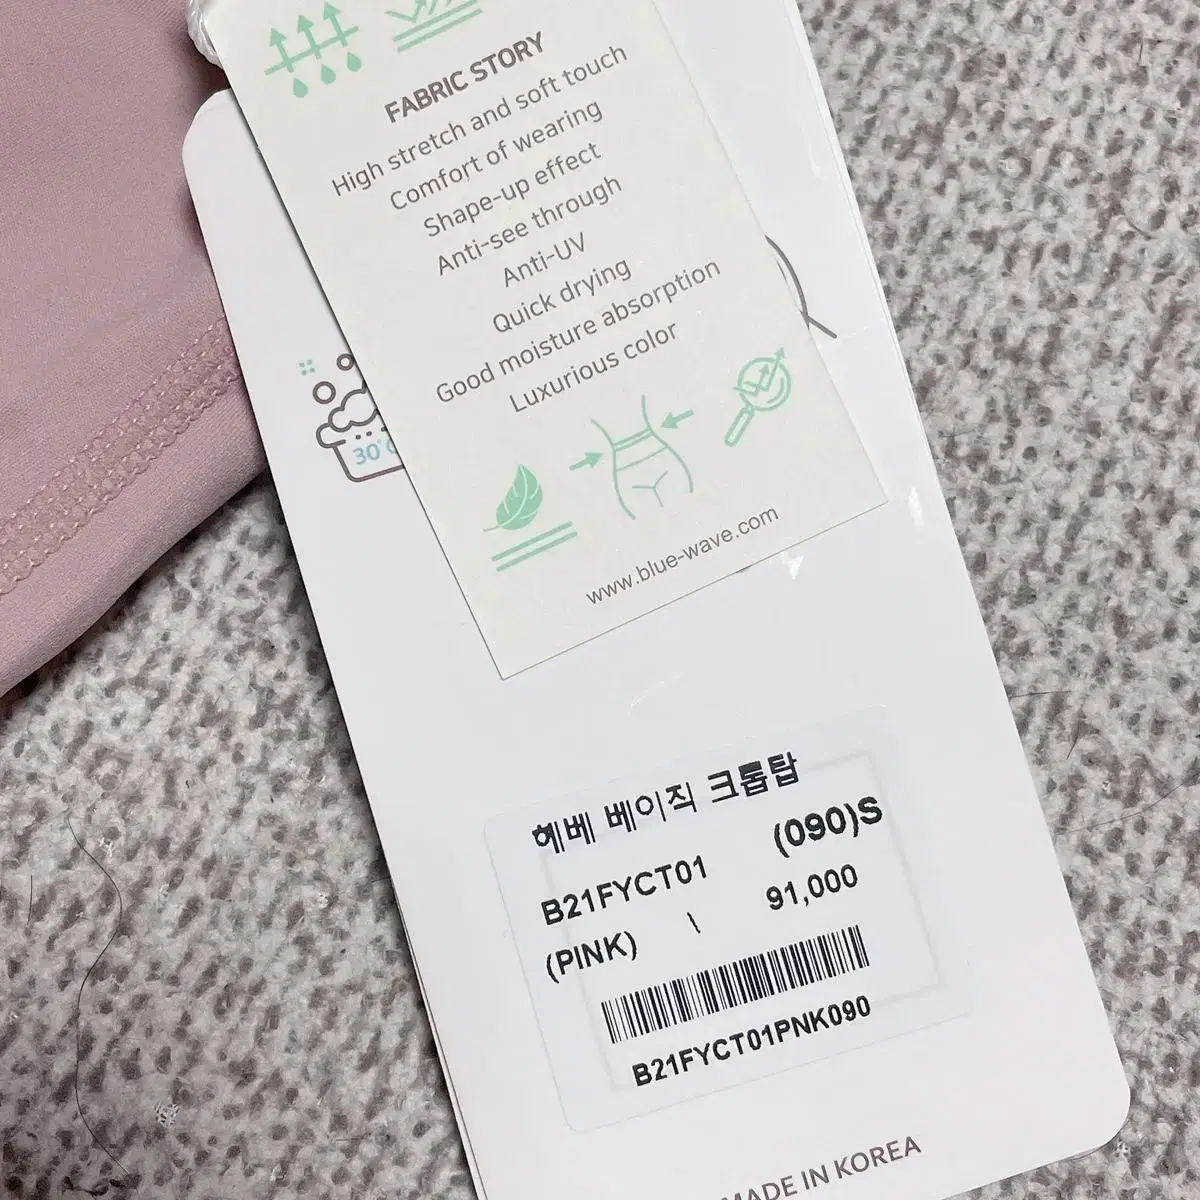 FABRIC STORY
High stretch and soft touch
Comfort of wearing
Shape-up effect
Anti-see through
Anti-UV
Quick drying
Good moisture absorption
Luxurious color
www.blue-wave.com
30°C
헤베 베이직 크롭탑
(090)S
B21FYCT01
91,000
(PINK) \
B21FYCT01PNK090
MADE IN KOREA